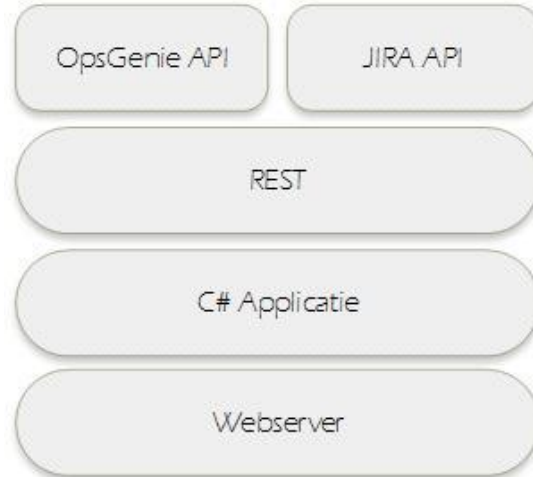 OpsGenie API
JIRA API
REST
C# Applicatie
Webserver